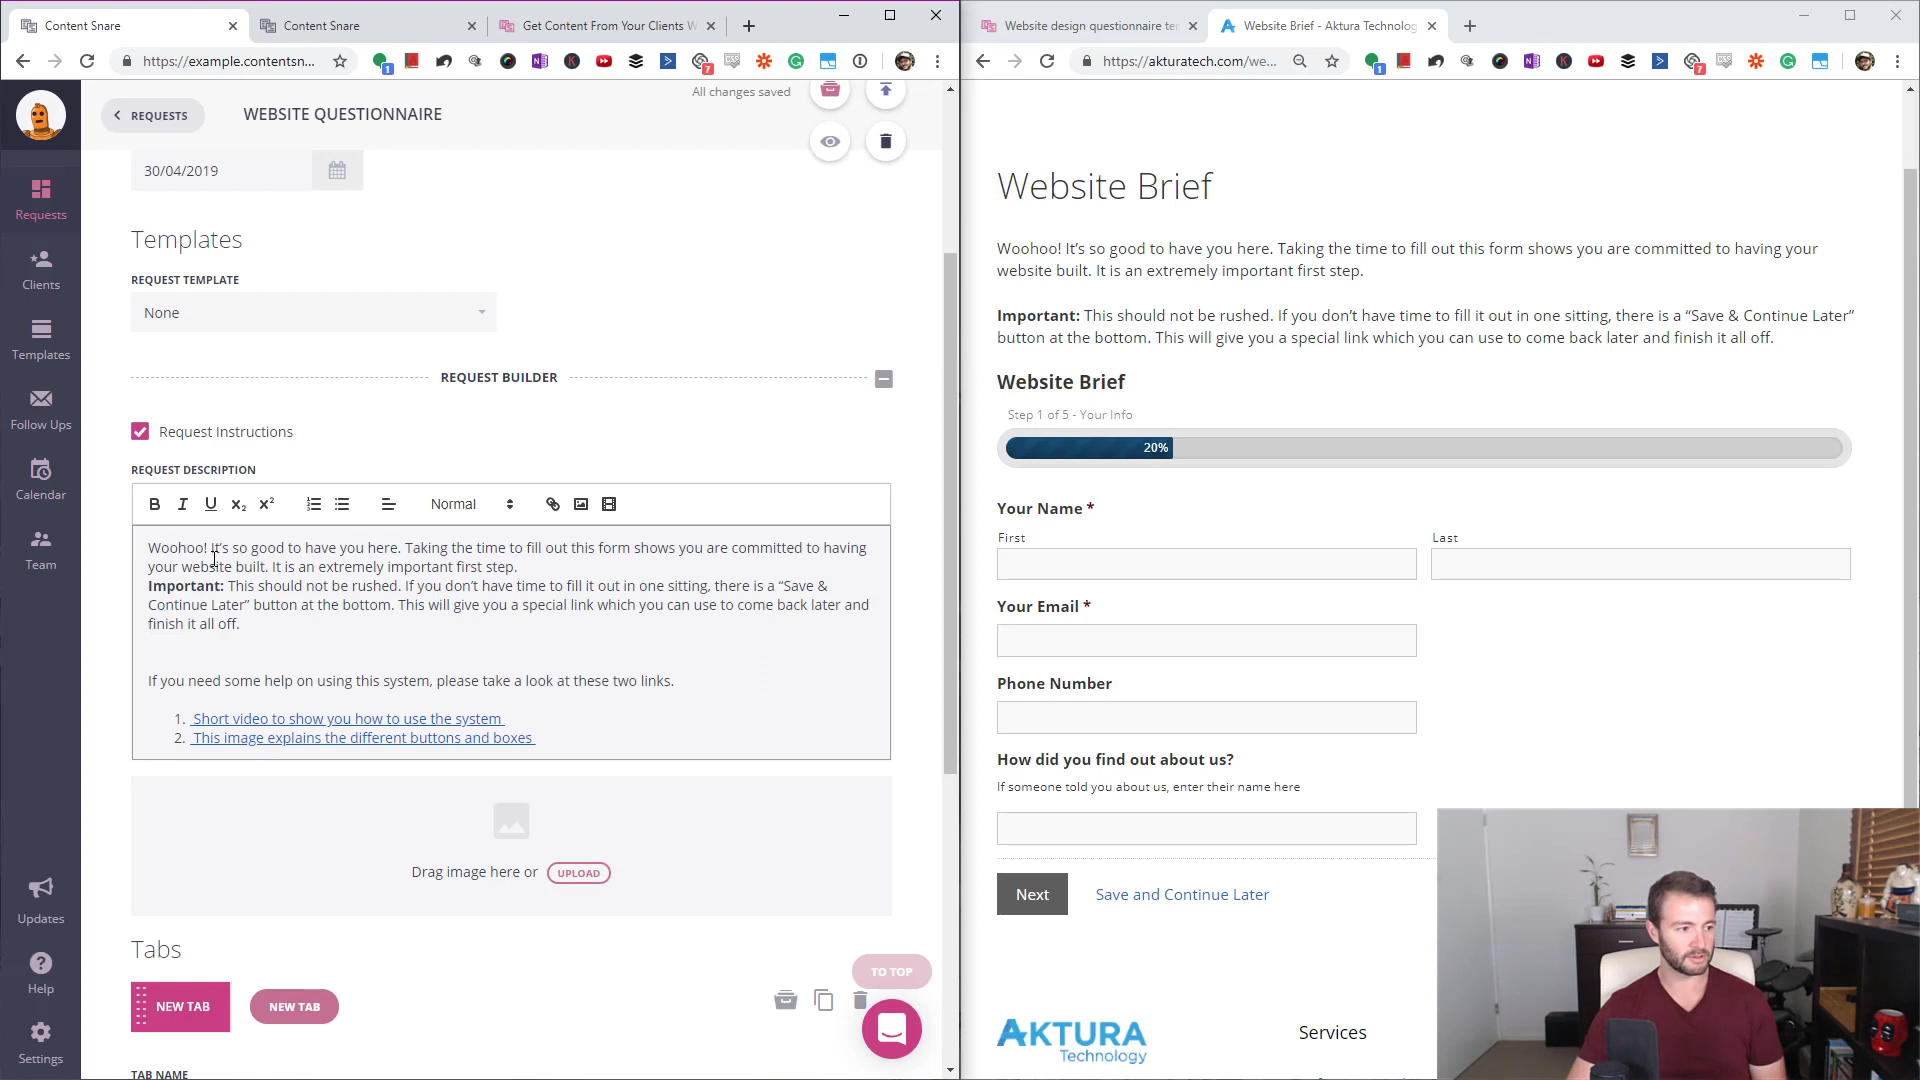 Content Snare
Content Snare
Get Content From Your Clients W
https://example.contentsn...
1
7
REQUESTS
WEBSITE QUESTIONNAIRE
All changes saved
30/04/2019
Requests
Clients
Templates
Follow Ups
Calendar
Team
Updates
Help
Settings
Templates
REQUEST TEMPLATE
None
REQUEST BUILDER
Request Instructions
REQUEST DESCRIPTION
B I U X₂ X² Normal
Woohoo! It’s so good to have you here. Taking the time to fill out this form shows you are committed to having
your website built. It is an extremely important first step.
Important: This should not be rushed. If you don’t have time to fill it out in one sitting, there is a “Save &
Continue Later” button at the bottom. This will give you a special link which you can use to come back later and
finish it all off.
If you need some help on using this system, please take a look at these two links.
1. Short video to show you how to use the system
2. This image explains the different buttons and boxes
Drag image here or UPLOAD
Tabs
TO TOP
NEW TAB
NEW TAB
TAB NAME
Website design questionnaire ter
Website Brief - Aktura Technolog
https://akturatech.com/we...
1
7
Website Brief
Woohoo! It’s so good to have you here. Taking the time to fill out this form shows you are committed to having your
website built. It is an extremely important first step.
Important: This should not be rushed. If you don’t have time to fill it out in one sitting, there is a “Save & Continue Later”
button at the bottom. This will give you a special link which you can use to come back later and finish it all off.
Website Brief
Step 1 of 5 - Your Info
20%
Your Name *
First
Last
Your Email *
Phone Number
How did you find out about us?
If someone told you about us, enter their name here
Next
Save and Continue Later
AKTURA
Technology
Services